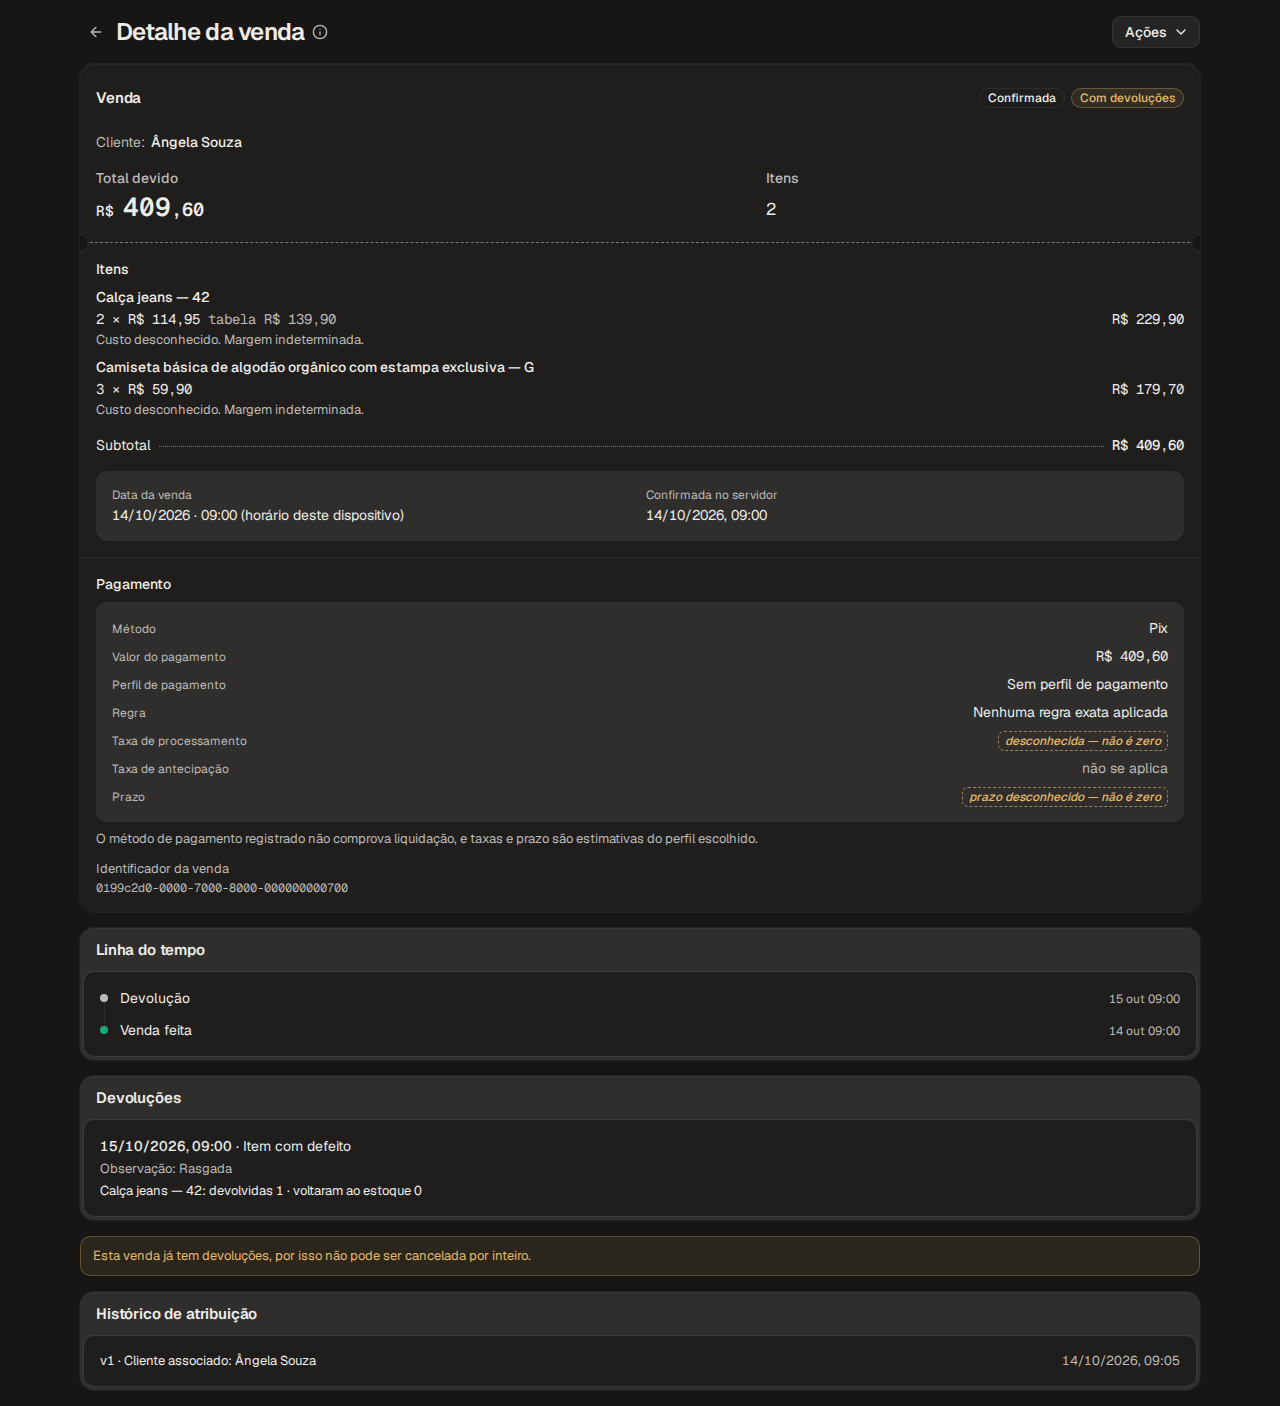 Detalhe da venda
Ações
Venda
Confirmada
Com devoluções
Cliente: Ângela Souza
Total devido
Itens
R$ 409,60
2
Itens
Calça jeans — 42
2 × R$ 114,95 tabela R$ 139,90
R$ 229,90
Custo desconhecido. Margem indeterminada.
Camiseta básica de algodão orgânico com estampa exclusiva — G
3 × R$ 59,90
R$ 179,70
Custo desconhecido. Margem indeterminada.
Subtotal
R$ 409,60
Data da venda
Confirmada no servidor
14/10/2026 · 09:00 (horário deste dispositivo)
14/10/2026, 09:00
Pagamento
Método
Pix
Valor do pagamento
R$ 409,60
Perfil de pagamento
Sem perfil de pagamento
Regra
Nenhuma regra exata aplicada
Taxa de processamento
desconhecida — não é zero
Taxa de antecipação
não se aplica
Prazo
prazo desconhecido — não é zero
O método de pagamento registrado não comprova liquidação, e taxas e prazo são estimativas do perfil escolhido.
Identificador da venda
0199c2d0-0000-7000-8000-000000000700
Linha do tempo
Devolução
15 out 09:00
Venda feita
14 out 09:00
Devoluções
15/10/2026, 09:00 · Item com defeito
Observação: Rasgada
Calça jeans — 42: devolvidas 1 · voltaram ao estoque 0
Esta venda já tem devoluções, por isso não pode ser cancelada por inteiro.
Histórico de atribuição
v1 · Cliente associado: Ângela Souza
14/10/2026, 09:05